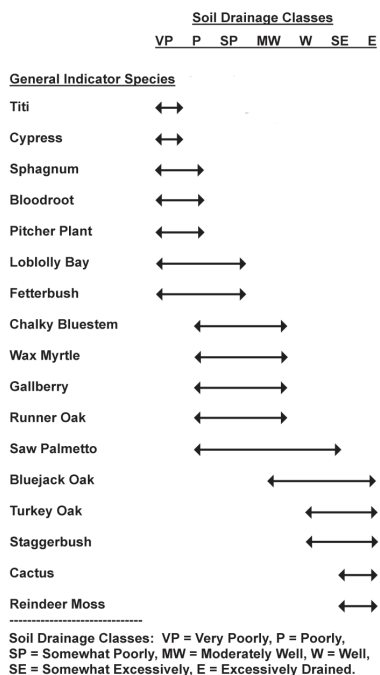 Soil Drainage Classes
VP P SP MW W SE E
General Indicator Species
Titi
Cypress
Sphagnum
Bloodroot
Pitcher Plant
Loblolly Bay
Fetterbush
Chalky Bluestem
Wax Myrtle
Gallberry
Runner Oak
Saw Palmetto
Bluejack Oak
Turkey Oak
Staggerbush
Cactus
Reindeer Moss
-----------------------------
Soil Drainage Classes: VP = Very Poorly, P = Poorly,
SP = Somewhat Poorly, MW = Moderately Well, W = Well,
SE = Somewhat Excessively, E = Excessively Drained.